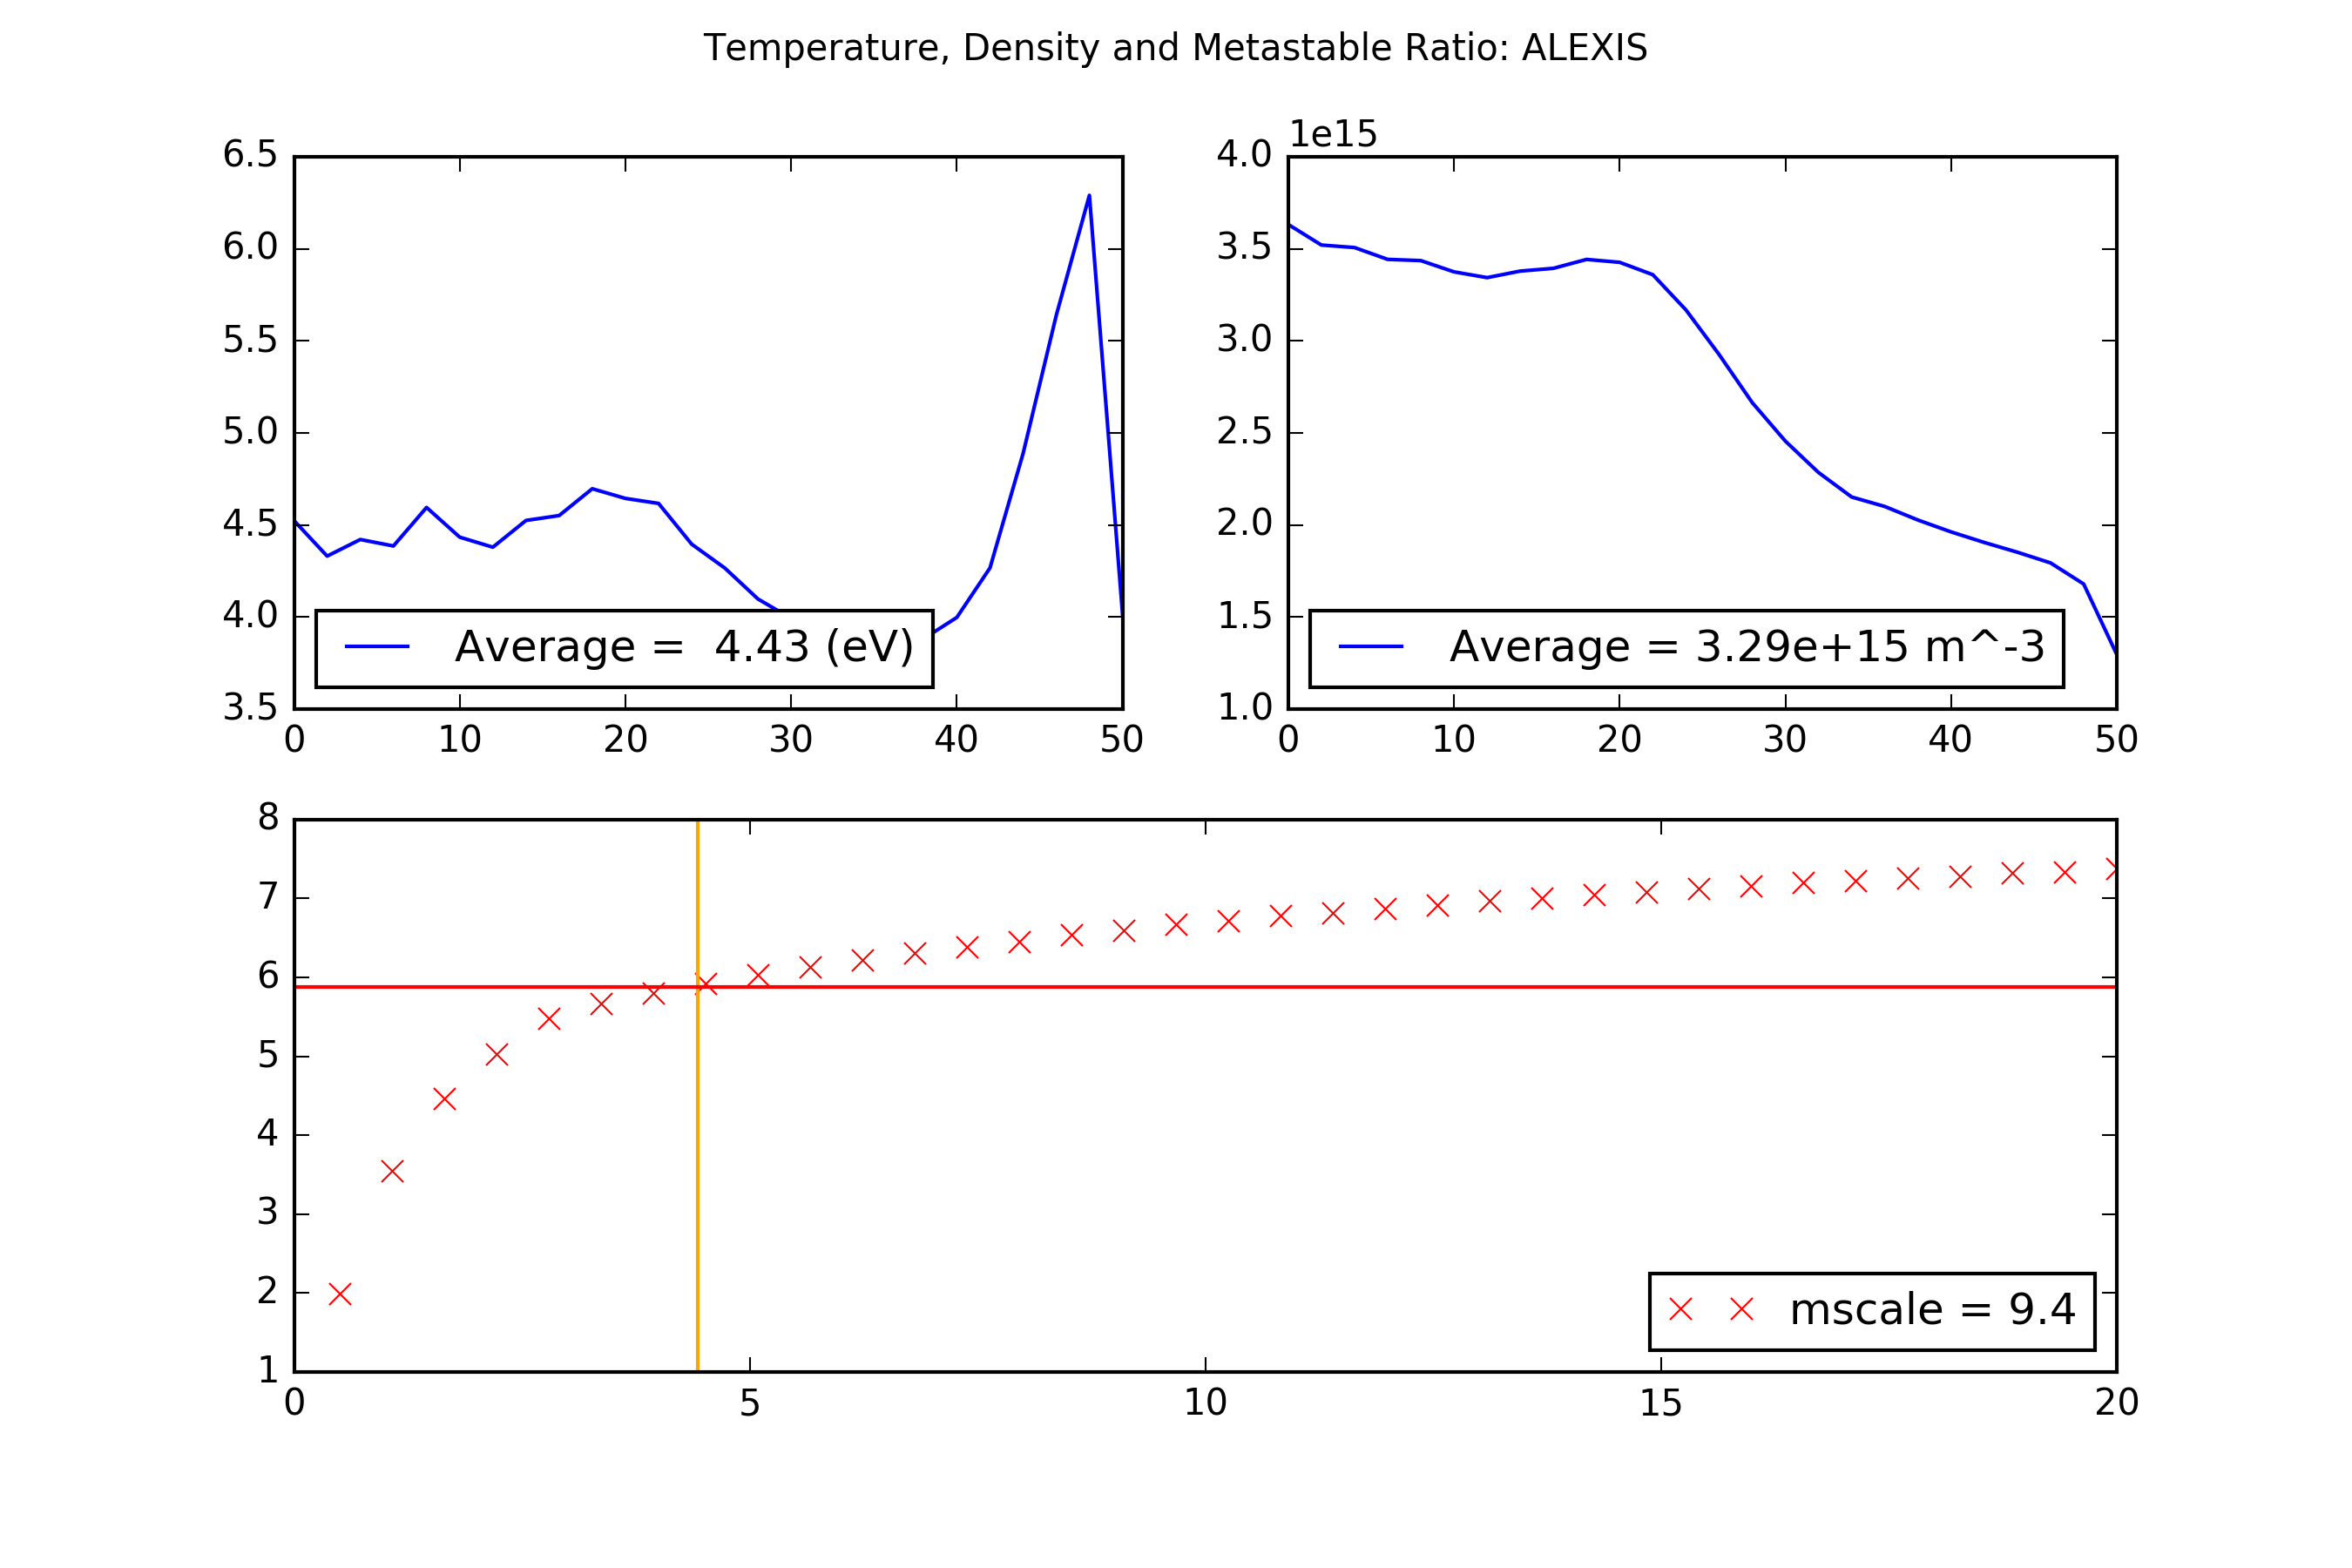 Temperature, Density and Metastable Ratio: ALEXIS
6.5
6.0
5.5
5.0
4.5
4.0
3.5
0 10 20 30 40 50
Average =  4.43 (eV)
1e15
4.0
3.5
3.0
2.5
2.0
1.5
1.0
0 10 20 30 40 50
Average = 3.29e+15 m^-3
8
7
6
5
4
3
2
1
0 5 10 15 20
mscale = 9.4